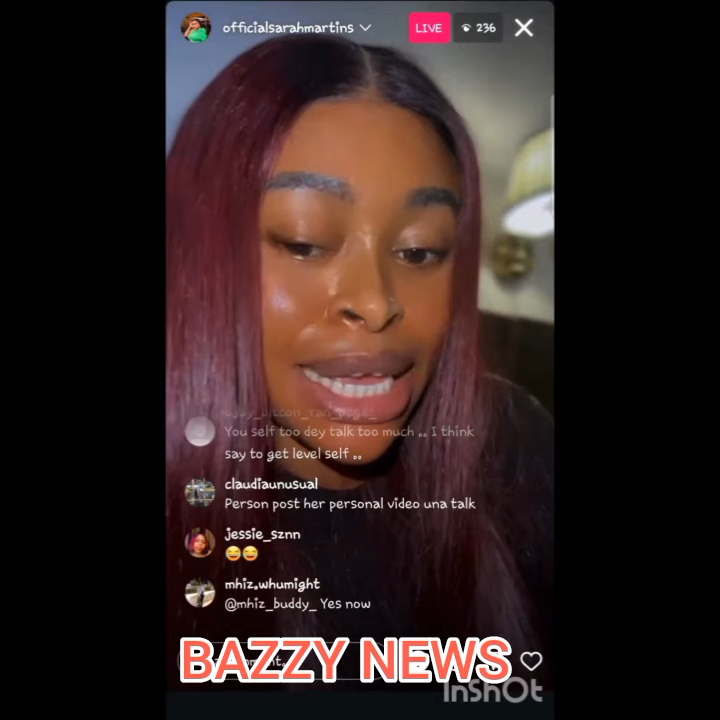 officialsarahmartins
LIVE
236
You self too dey talk too much .. I think
say to get level self ..
claudiaunusual
Person post her personal video una talk
jessie_sznn
😂😂
mhiz.whumight
@mhiz_buddy_ Yes now
BAZZY NEWS
InShOt